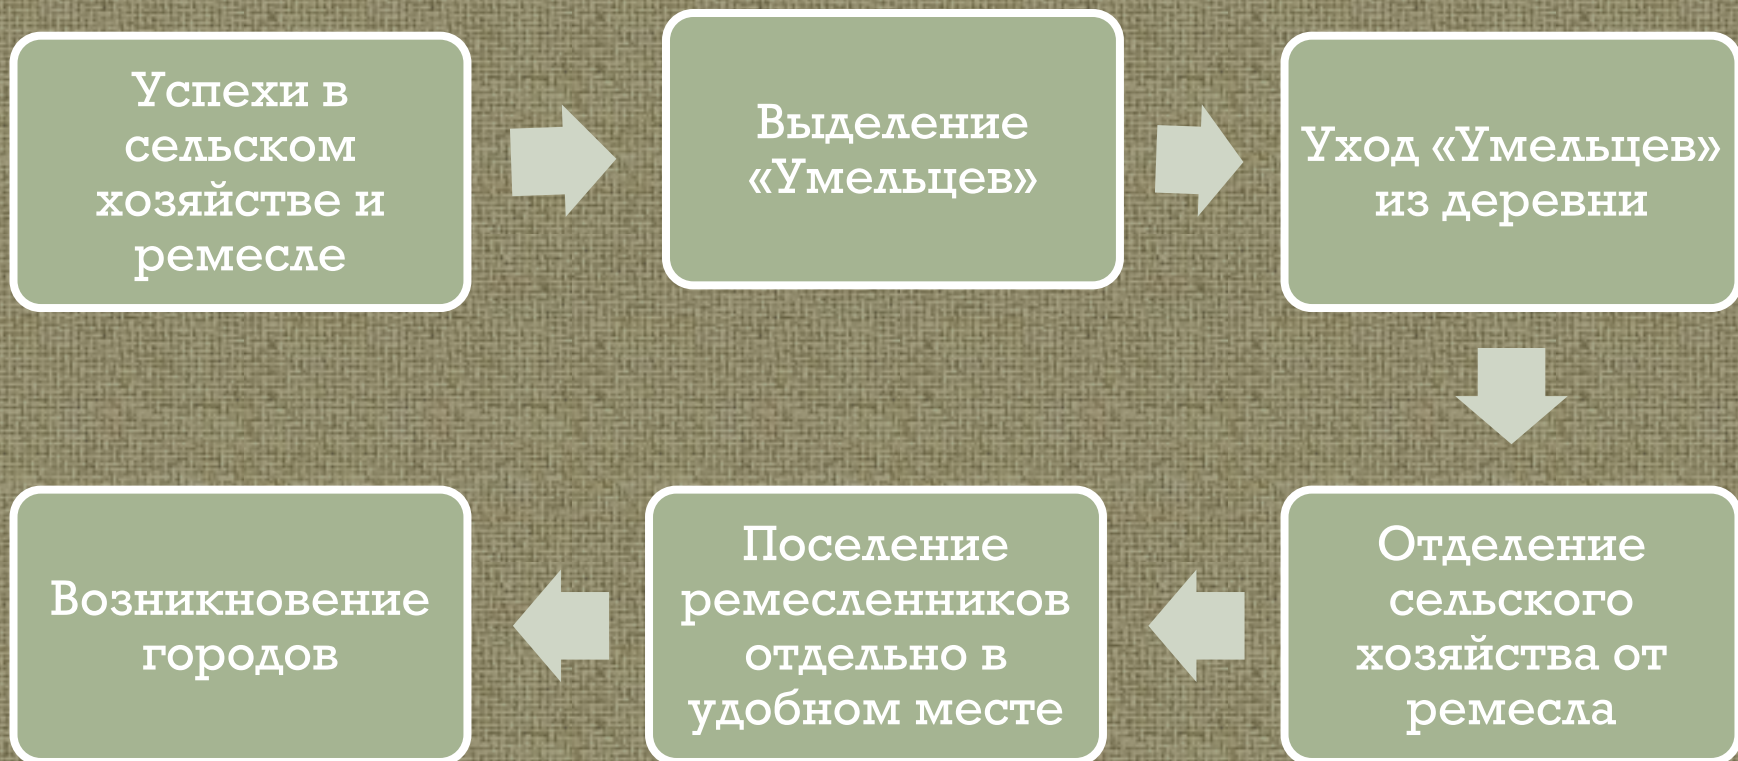 Успехи в
сельском
хозяйстве и
ремесле
Выделение
«Умельцев»
Уход «Умельцев»
из деревни
Отделение
сельского
хозяйства от
ремесла
Поселение
ремесленников
отдельно в
удобном месте
Возникновение
городов